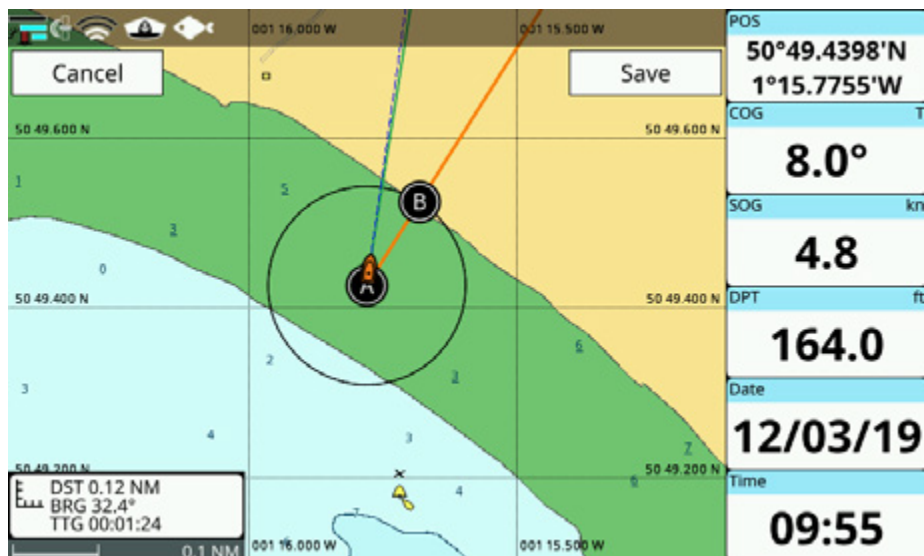 001 16.000 W
001 15.500 W
Cancel
Save
50 49.600 N
50 49.600 N
1
5
3
B
0
A
50 49.400 N
50 49.400 N
2
6
3
3
4
3
7
50 49.200 N
50 49.200 N
6
4
7
DST 0.12 NM
BRG 32.4°
TTG 00:01:24
0.1 NM
001 16.000 W
001 15.500 W
POS
50°49.4398'N
1°15.7755'W
COG T
8.0°
SOG kn
4.8
DPT ft
164.0
Date
12/03/19
Time
09:55